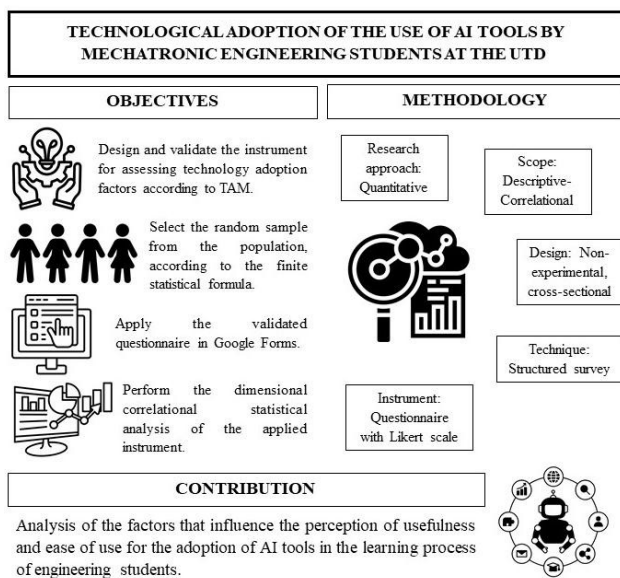 TECHNOLOGICAL ADOPTION OF THE USE OF AI TOOLS BY
MECHATRONIC ENGINEERING STUDENTS AT THE UTD
OBJECTIVES
Design and validate the instrument
for assessing technology adoption
factors according to TAM.
Select the random sample
from the population,
according to the finite
statistical formula.
Apply the validated
questionnaire in Google Forms.
Perform the dimensional
correlational statistical
analysis of the applied
instrument.
METHODOLOGY
Research
approach:
Quantitative
Scope:
Descriptive-
Correlational
Design: Non-
experimental,
cross-sectional
Technique:
Structured survey
Instrument:
Questionnaire
with Likert scale
CONTRIBUTION
Analysis of the factors that influence the perception of usefulness
and ease of use for the adoption of AI tools in the learning process
of engineering students.